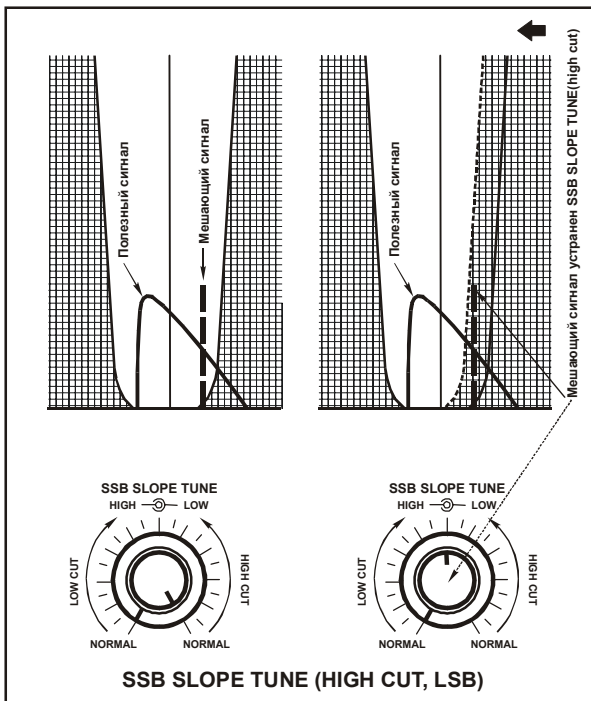 Полезный сигнал
Мешающий сигнал
Полезный сигнал
Мешающий сигнал устранен SSB SLOPE TUNE(high cut)
SSB SLOPE TUNE
HIGH LOW
LOW CUT
HIGH CUT
NORMAL NORMAL
SSB SLOPE TUNE
HIGH LOW
LOW CUT
HIGH CUT
NORMAL NORMAL
SSB SLOPE TUNE (HIGH CUT, LSB)